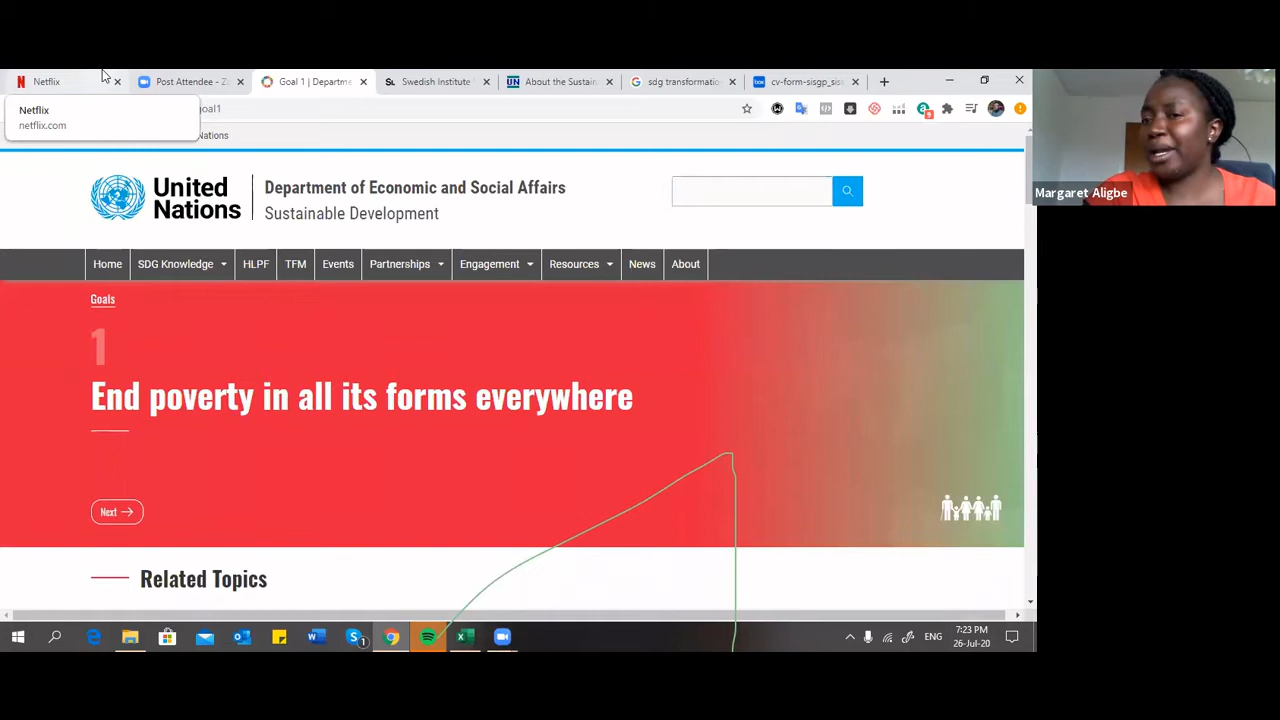 Netflix
Post Attendee - Z
Goal 1 | Departme
Swedish Institute
About the Sustain
sdg transformatio
cv-form-sisgp_sis
Netflix
netflix.com
oal1
Nations
United
Nations
Department of Economic and Social Affairs
Sustainable Development
Margaret Aligbe
Home
SDG Knowledge
HLPF
TFM
Events
Partnerships
Engagement
Resources
News
About
Goals
1
End poverty in all its forms everywhere
Next
Related Topics
ENG
7:23 PM
26-Jul-20